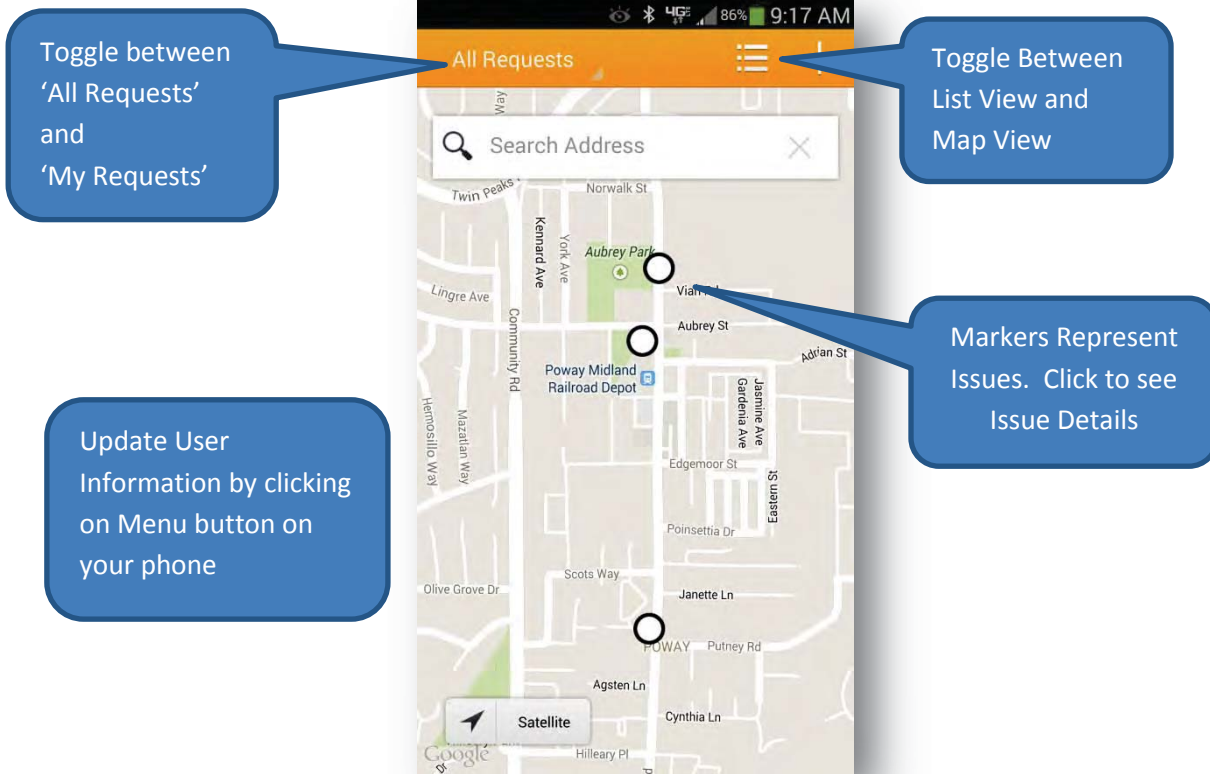 4G 86% 9:17 AM
Toggle between
‘All Requests’
and
‘My Requests’
All Requests
Toggle Between
List View and
Map View
Way
Search Address
Twin Peaks
Norwalk St
Kennard Ave
York Ave
Aubrey Park
Lingre Ave
Community Rd
Aubrey St
Adrian St
Poway Midland
Railroad Depot
Jasmine Ave
Gardenia Ave
Markers Represent
Issues. Click to see
Issue Details
Hermosillo Way
Mazatlan Way
Update User
Information by clicking
on Menu button on
your phone
Edgemoor St
Eastern St
Poinsettia Dr
Scots Way
Olive Grove Dr
Janette Ln
POWAY
Putney Rd
Agsten Ln
Satellite
Cynthia Ln
Google
Hilleary Pl
Dr